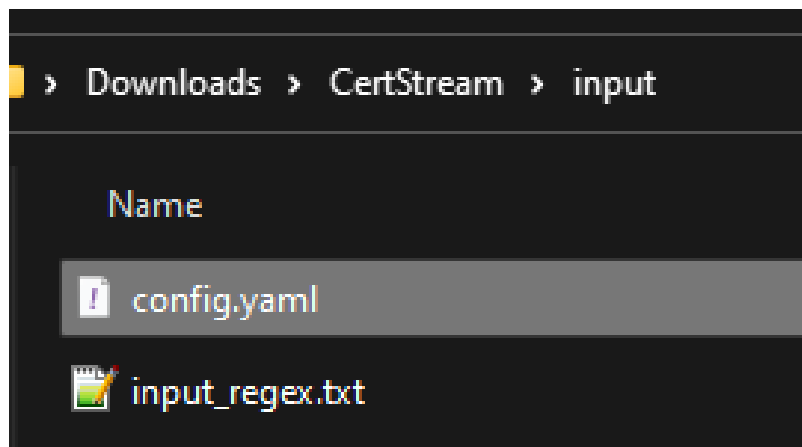 Downloads > CertStream > input
Name
config.yaml
input_regex.txt